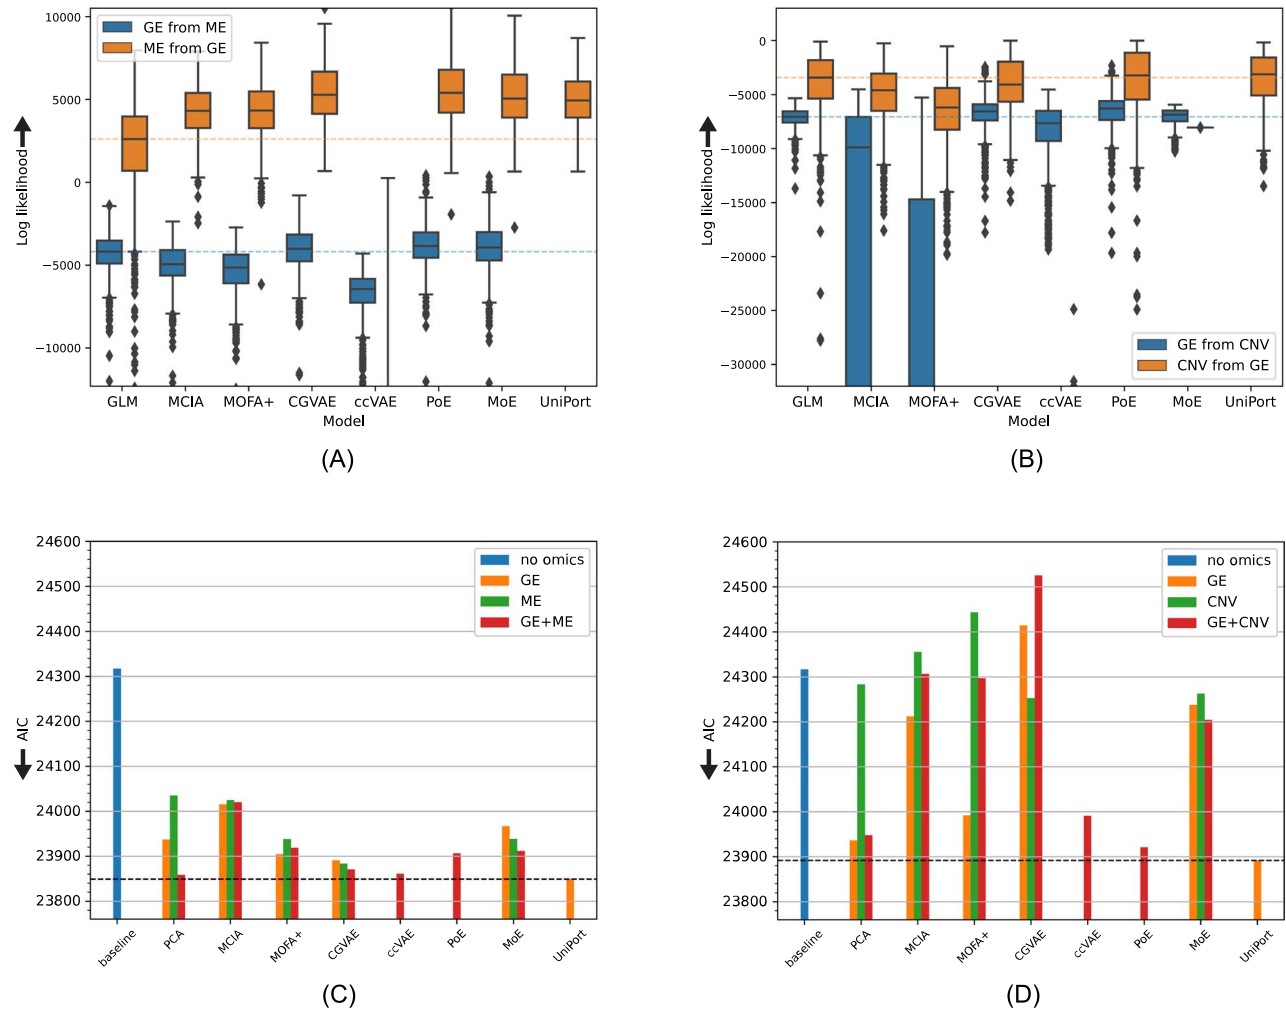 GE from ME
ME from GE
10000
5000
0
−5000
−10000
Log likelihood
GLM MCIA MOFA+ CGVAE ccVAE PoE MoE UniPort
Model
(A)
0
−5000
−10000
−15000
−20000
−25000
−30000
Log likelihood
GE from CNV
CNV from GE
GLM MCIA MOFA+ CGVAE ccVAE PoE MoE UniPort
Model
(B)
24600
24500
24400
24300
24200
24100
24000
23900
23800
AIC
no omics
GE
ME
GE+ME
baseline PCA MCIA MOFA+ CGVAE ccVAE PoE MoE UniPort
(C)
24600
24500
24400
24300
24200
24100
24000
23900
23800
AIC
no omics
GE
CNV
GE+CNV
baseline PCA MCIA MOFA+ CGVAE ccVAE PoE MoE UniPort
(D)